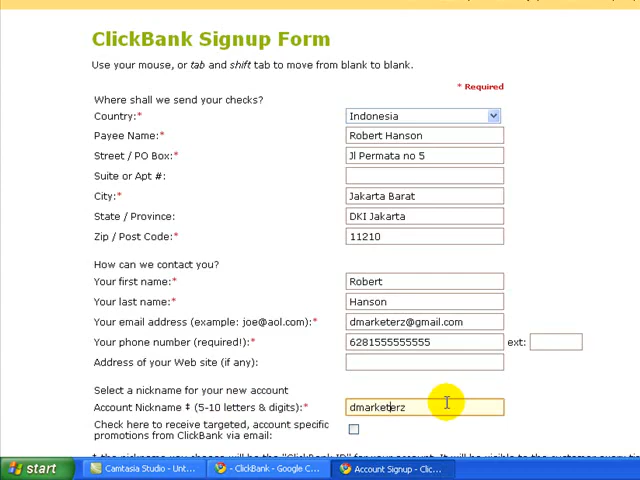 ClickBank Signup Form
Use your mouse, or tab and shift tab to move from blank to blank.
* Required
Where shall we send your checks?
Country:* Indonesia
Payee Name:* Robert Hanson
Street / PO Box:* Jl Permata no 5
Suite or Apt #:
City:* Jakarta Barat
State / Province: DKI Jakarta
Zip / Post Code:* 11210
How can we contact you?
Your first name:* Robert
Your last name:* Hanson
Your email address (example: joe@aol.com):* dmarketerz@gmail.com
Your phone number (required!):* 6281555555555 ext:
Address of your Web site (if any):
Select a nickname for your new account
Account Nickname ‡ (5-10 letters & digits):* dmarketerz
Check here to receive targeted, account specific
promotions from ClickBank via email:
start Camtasia Studio - Unt... - ClickBank - Google C... Account Signup - Clic...